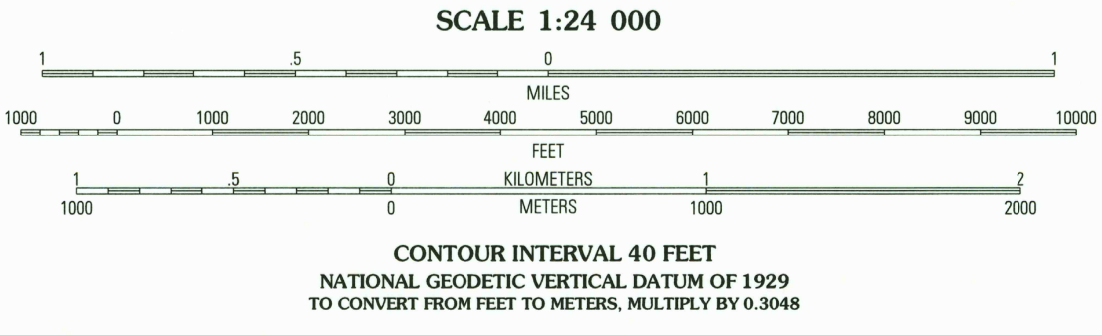 SCALE 1:24 000
1 .5 0 1
MILES
1000 0 1000 2000 3000 4000 5000 6000 7000 8000 9000 10000
FEET
1 .5 0 KILOMETERS 1 2
1000 0 METERS 1000 2000
CONTOUR INTERVAL 40 FEET
NATIONAL GEODETIC VERTICAL DATUM OF 1929
TO CONVERT FROM FEET TO METERS, MULTIPLY BY 0.3048